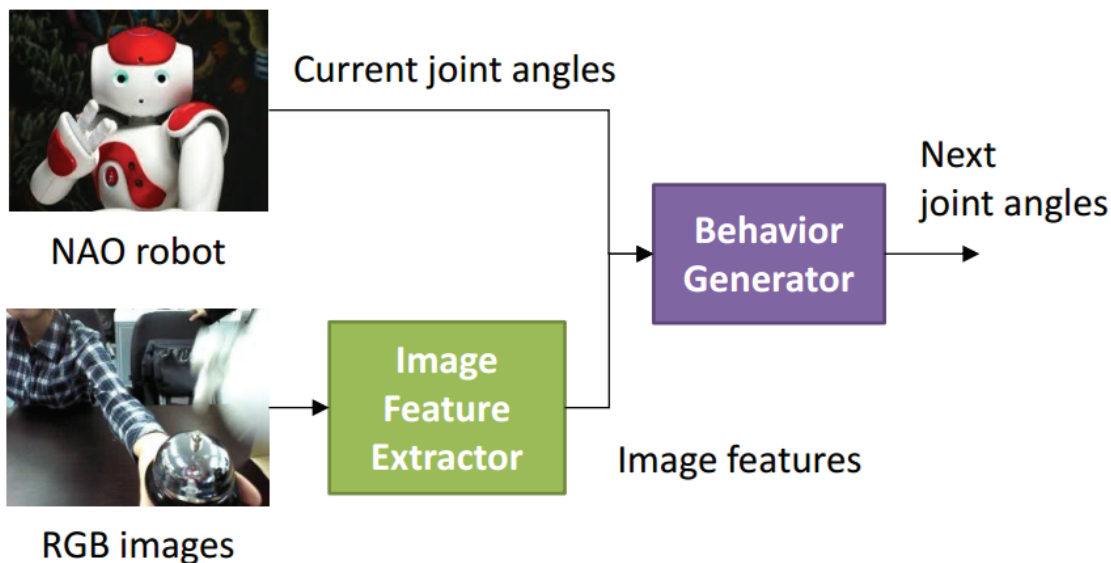 Current joint angles
NAO robot
Next
joint angles
Behavior
Generator
Image
Feature
Extractor
Image features
RGB images